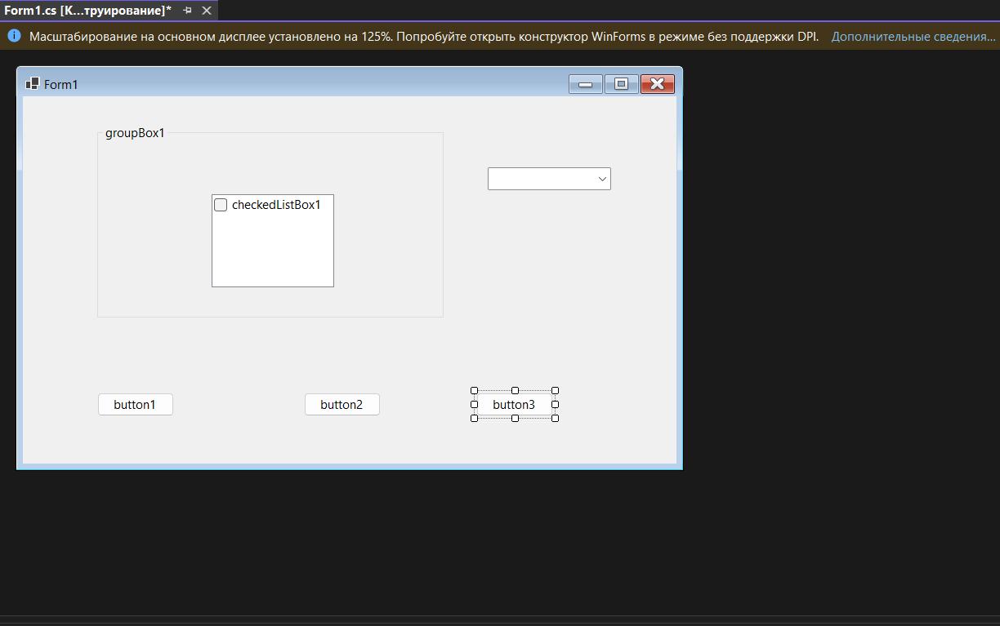 Form1.cs [К...труирование]*
Масштабирование на основном дисплее установлено на 125%. Попробуйте открыть конструктор WinForms в режиме без поддержки DPI. Дополнительные сведения...
Form1
groupBox1
checkedListBox1
button1 button2 button3